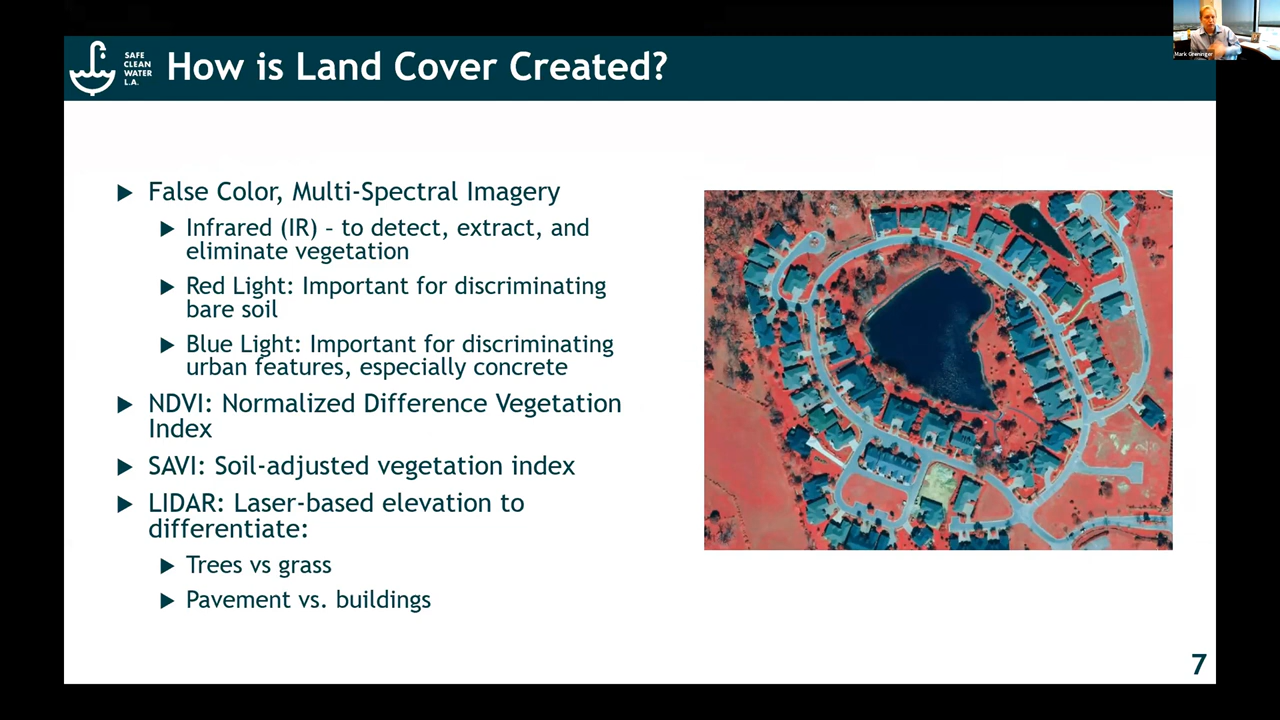 SAFE
CLEAN
WATER
L.A.
How is Land Cover Created?
Mark Greninger
False Color, Multi-Spectral Imagery
Infrared (IR) – to detect, extract, and
eliminate vegetation
Red Light: Important for discriminating
bare soil
Blue Light: Important for discriminating
urban features, especially concrete
NDVI: Normalized Difference Vegetation
Index
SAVI: Soil-adjusted vegetation index
LIDAR: Laser-based elevation to
differentiate:
Trees vs grass
Pavement vs. buildings
7